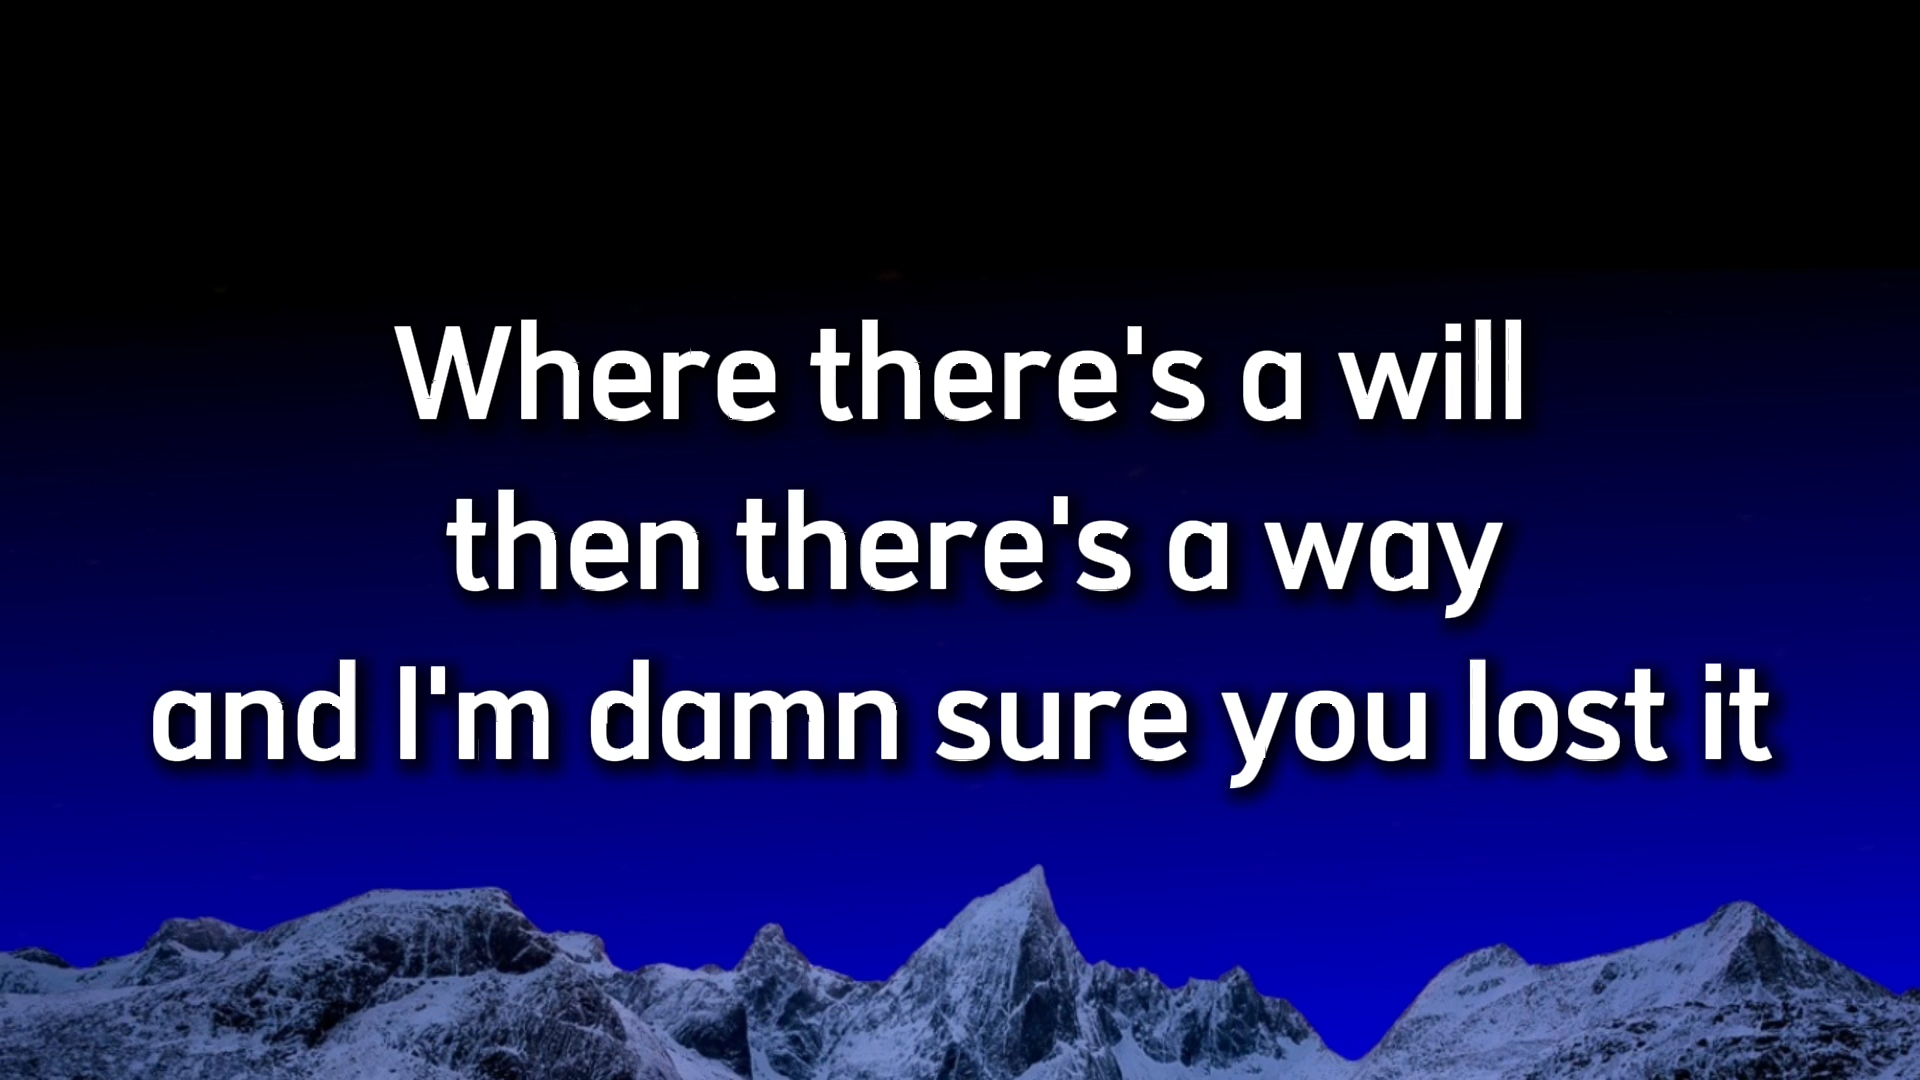 Where there's a will
then there's a way
and I'm damn sure you lost it